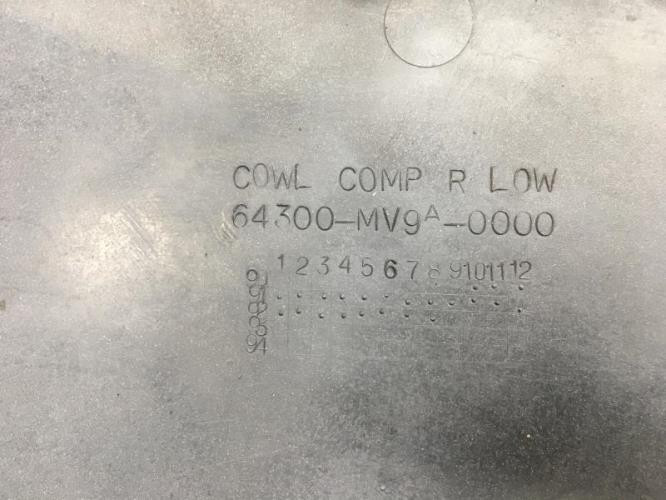 COWL COMP R LOW
64300-MV9A-0000
1 2 3 4 5 6 7 8 9 10 11 12